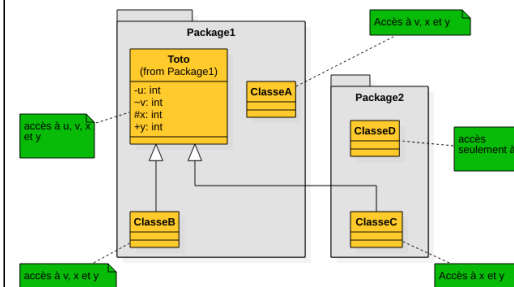 Package1
Toto
(from Package1)
-u: int
~v: int
#x: int
+y: int
ClasseA
Accès à v, x et y
Package2
ClasseD
accès
seulement à
accès à u, v, x
et y
ClasseB
ClasseC
accès à v, x et y
Accès à x et y